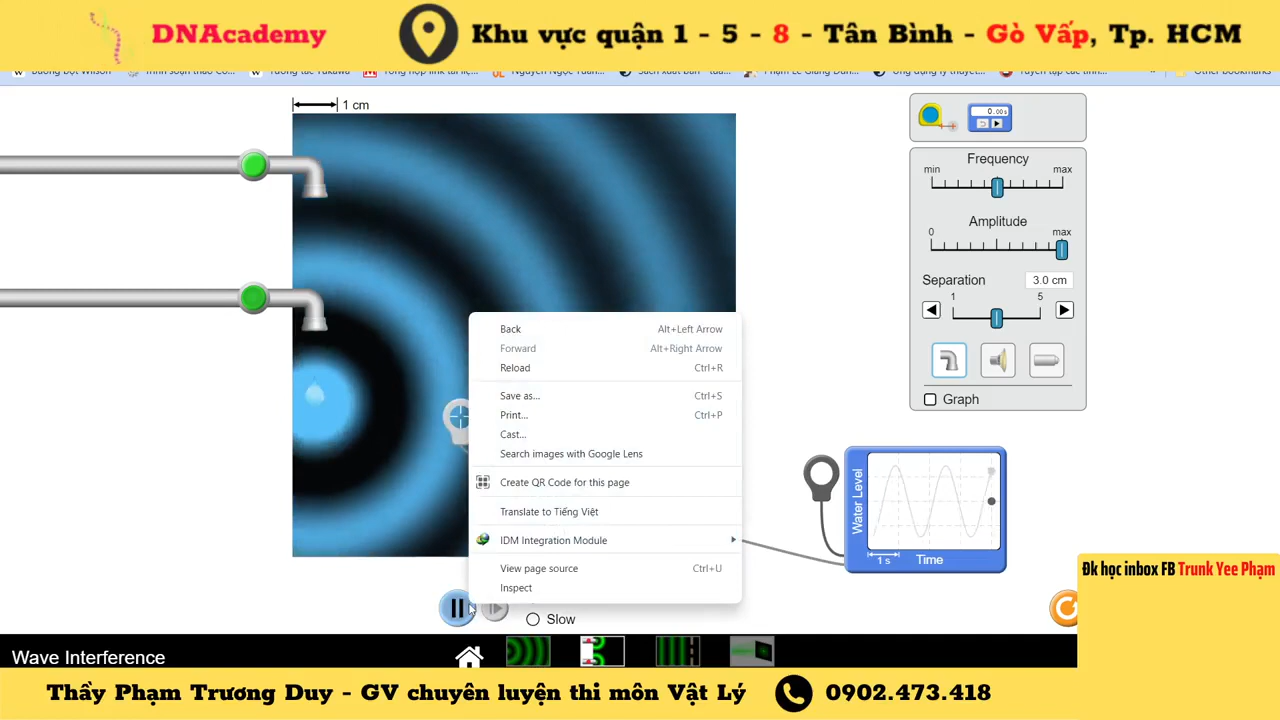 DNAcademy
Khu vực quận 1 - 5 - 8 - Tân Bình - Gò Vấp, Tp. HCM
Other bookmarks
1 cm
0.00s
Frequency
min
max
Amplitude
0
max
Separation
3.0 cm
1
5
Graph
Back Alt+Left Arrow
Forward Alt+Right Arrow
Reload Ctrl+R
Save as... Ctrl+S
Print... Ctrl+P
Cast...
Search images with Google Lens
Create QR Code for this page
Translate to Tiếng Việt
IDM Integration Module
View page source Ctrl+U
Inspect
Water Level
1 s
Time
Đk học inbox FB Trunk Yee Phạm
Slow
Wave Interference
Thầy Phạm Trương Duy - GV chuyên luyện thi môn Vật Lý
0902.473.418